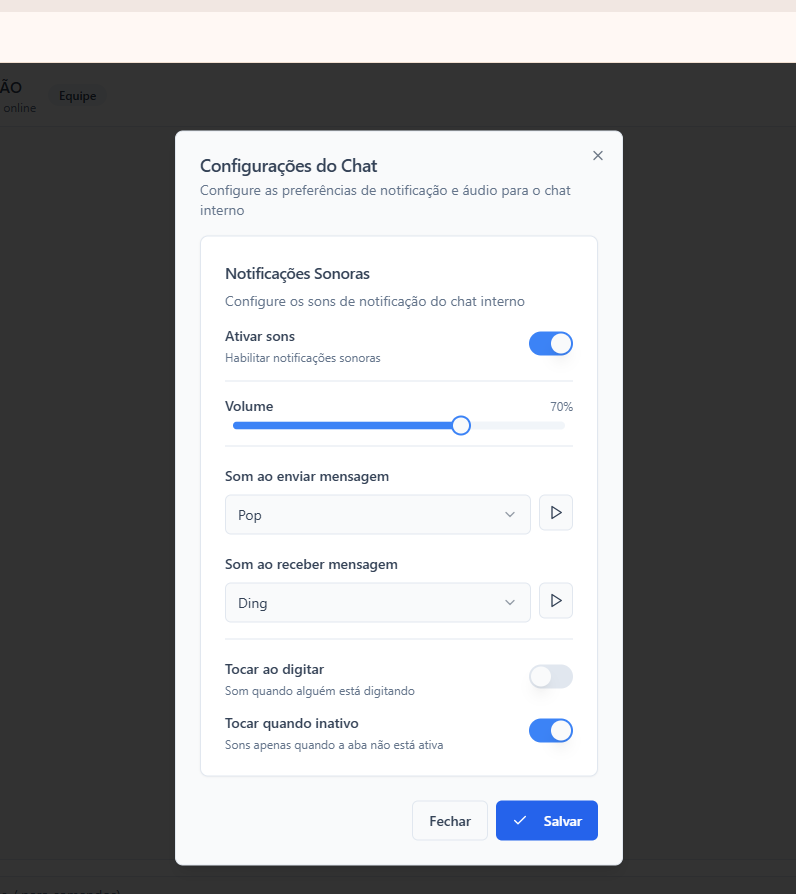 ÃO
online
Equipe
Configurações do Chat
Configure as preferências de notificação e áudio para o chat
interno
Notificações Sonoras
Configure os sons de notificação do chat interno
Ativar sons
Habilitar notificações sonoras
Volume
70%
Som ao enviar mensagem
Pop
Som ao receber mensagem
Ding
Tocar ao digitar
Som quando alguém está digitando
Tocar quando inativo
Sons apenas quando a aba não está ativa
Fechar
Salvar